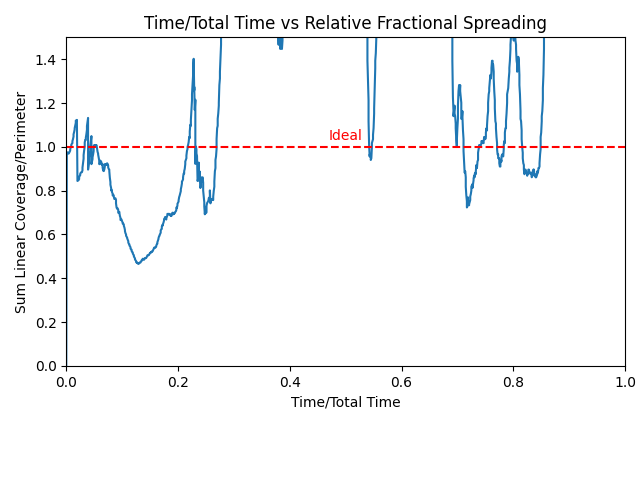 Time/Total Time vs Relative Fractional Spreading
Sum Linear Coverage/Perimeter
1.4
1.2
1.0
0.8
0.6
0.4
0.2
0.0
Ideal
0.0 0.2 0.4 0.6 0.8 1.0
Time/Total Time